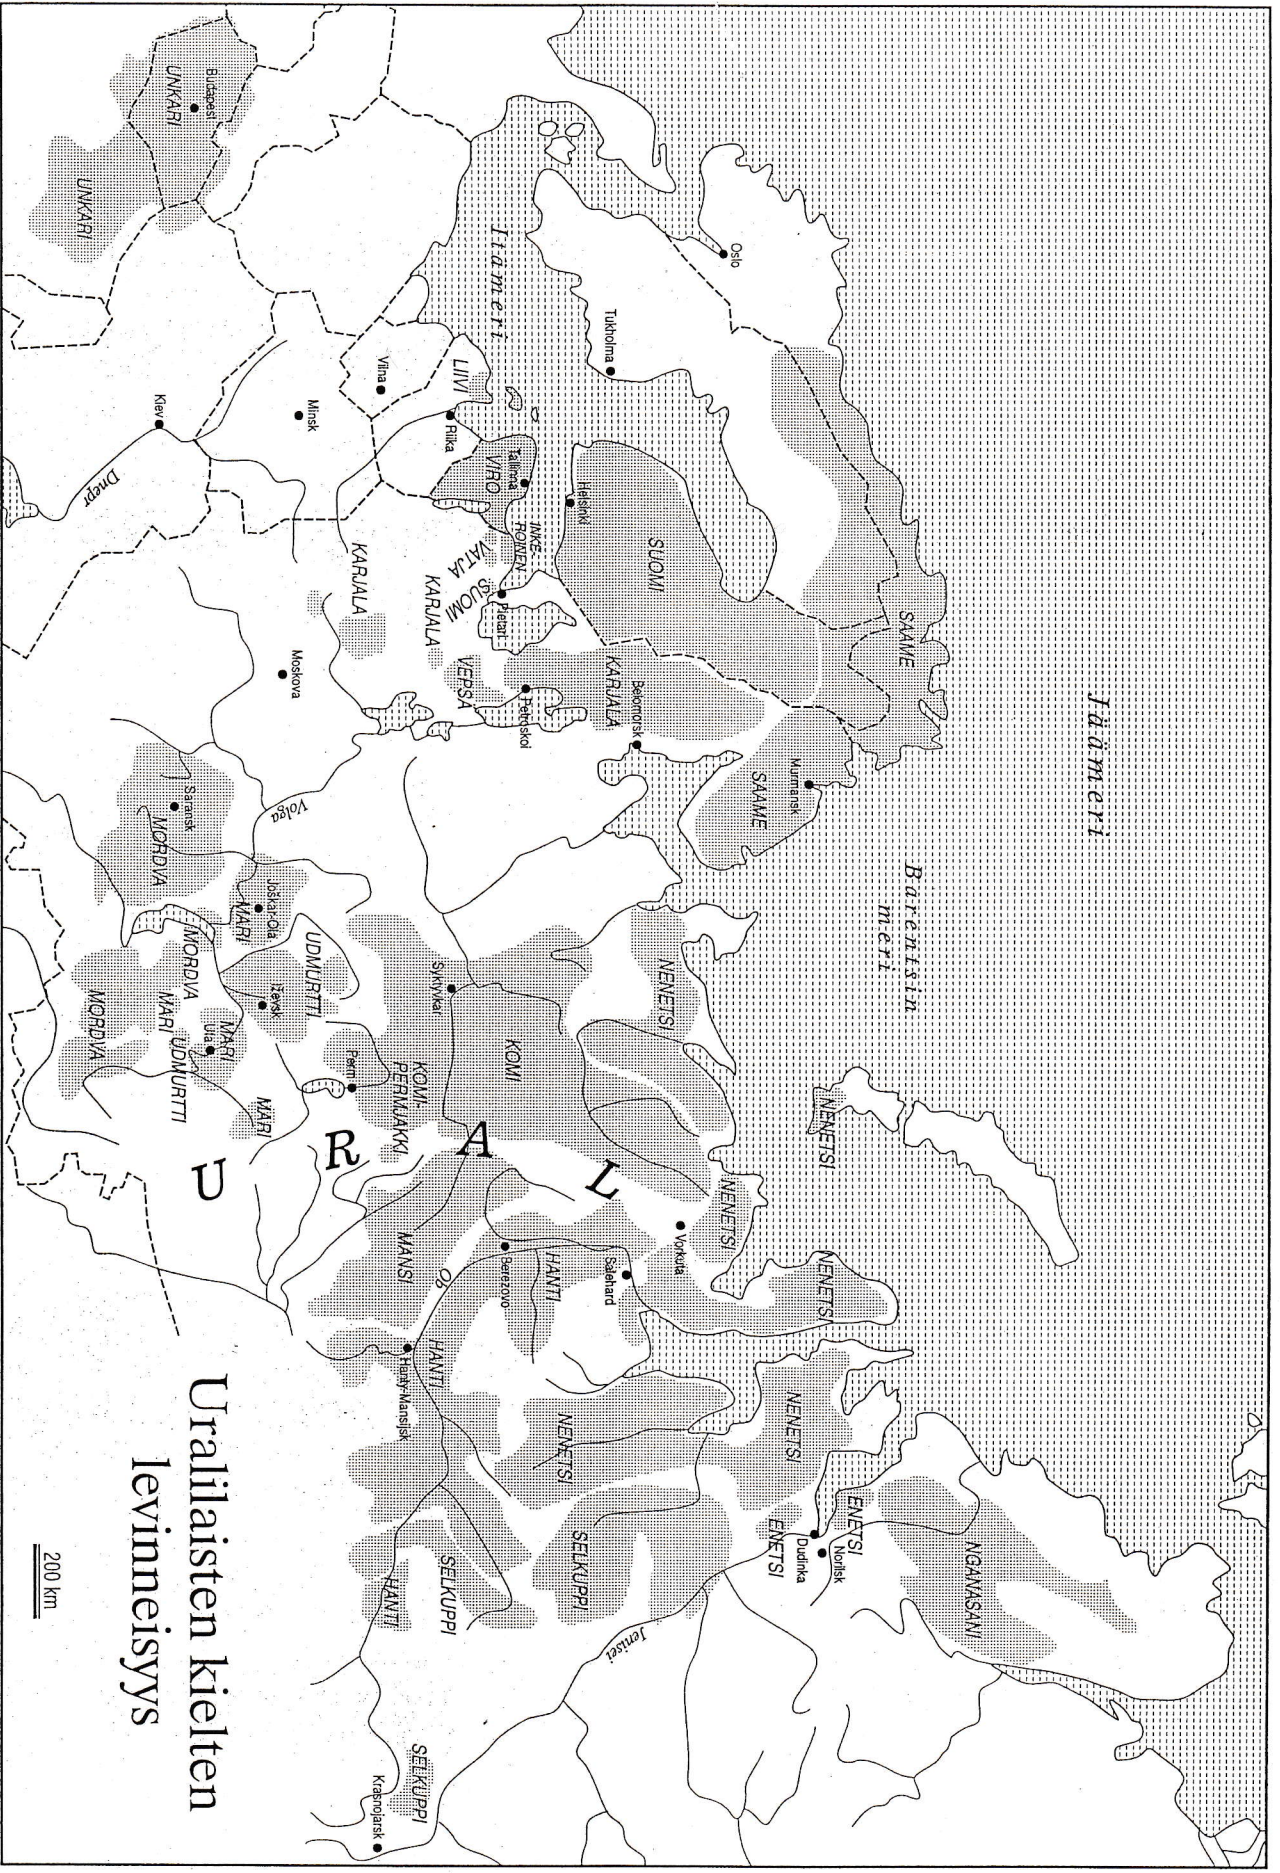 Jäämeri
Barentsin
meri
NGANASANI
ENETSI
Norilsk
Dudinka
ENETSI
NENETSI
NENETSI
NENETSI
NENETSI
NENETSI
Vorkuta
Salehard
HANTI
NENETSI
SELKUPPI
Jenisei
SAAME
Murmansk
SAAME
Oslo
Tukholma
Itämeri
SUOMI
Helsinki
KARJALA
Belomorsk
Petroskoi
VEPSÄ
KARJALA
KARJALA
INKE-
ROINEN
VATJA
SUOMI
Pietari
Tallinna
VIRO
LIIVI
Riika
Vilna
Minsk
Kiev
Dnepr
Budapest
UNKARI
UNKARI
Moskova
Volga
Saransk
MORDVA
Joškar-Ola
MARI
UDMURTTI
Iževsk
MORDVA
MARI
MORDVA
MARI
Ufa
UDMURTTI
MARI
Syktyvkar
KOMI
KOMI-
PERMJAKKI
Perm
U R A L
MANSI
Ob
Berezovo
HANTI
Hanty-Mansijsk
SELKUPPI
HANTI
SELKUPPI
Krasnojarsk
Uralilaisten kielten
levinneisyys
200 km